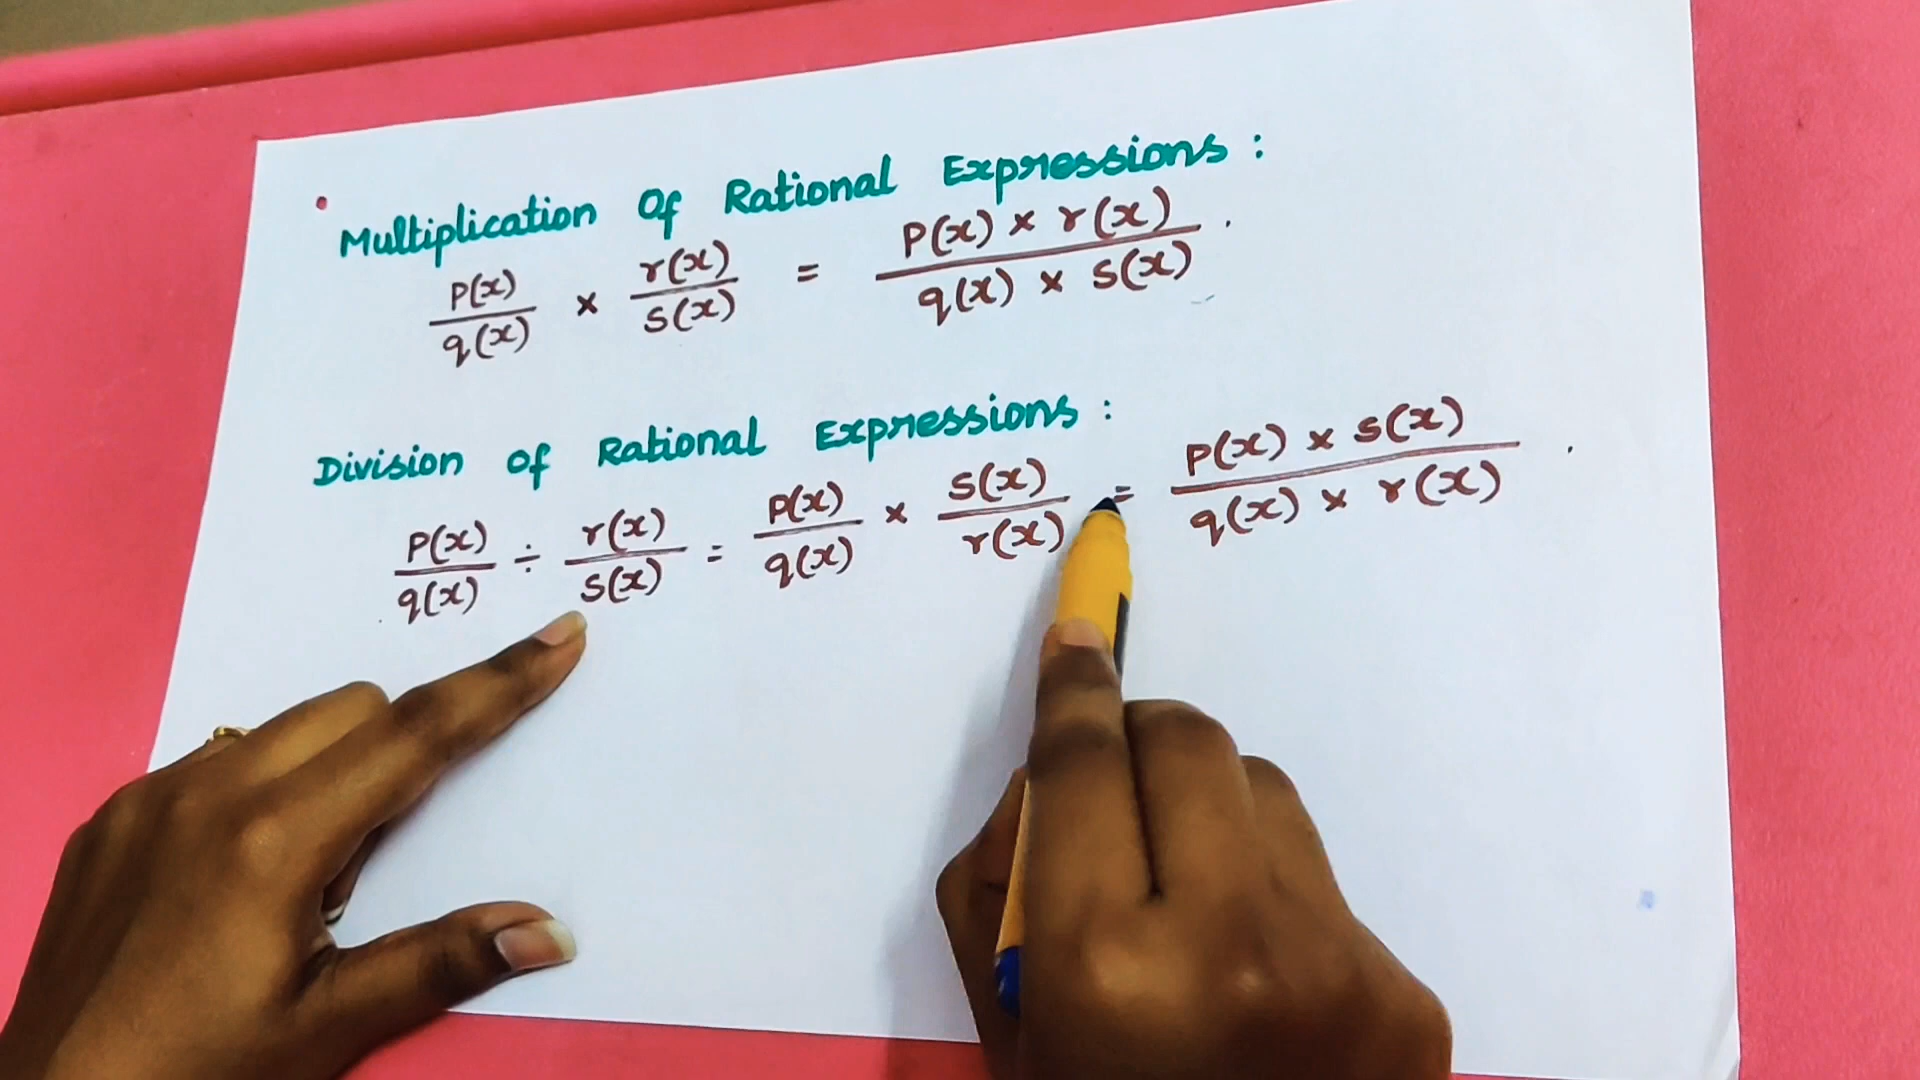 Multiplication Of Rational Expressions :
P(x)/q(x) × r(x)/s(x) = P(x) × r(x)/q(x) × s(x) .
Division of Rational Expressions :
P(x)/q(x) ÷ r(x)/s(x) = P(x)/q(x) × s(x)/r(x) = P(x) × s(x)/q(x) × r(x) .